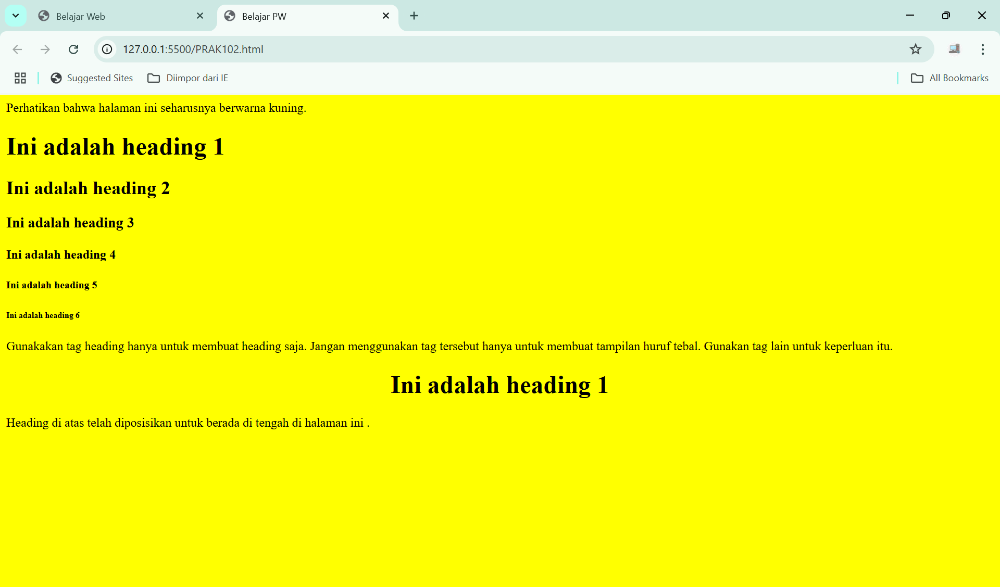 Belajar Web
Belajar PW
127.0.0.1:5500/PRAK102.html
Suggested Sites
Diimpor dari IE
All Bookmarks
Perhatikan bahwa halaman ini seharusnya berwarna kuning.
Ini adalah heading 1
Ini adalah heading 2
Ini adalah heading 3
Ini adalah heading 4
Ini adalah heading 5
Ini adalah heading 6
Gunakakan tag heading hanya untuk membuat heading saja. Jangan menggunakan tag tersebut hanya untuk membuat tampilan huruf tebal. Gunakan tag lain untuk keperluan itu.
Ini adalah heading 1
Heading di atas telah diposisikan untuk berada di tengah di halaman ini .